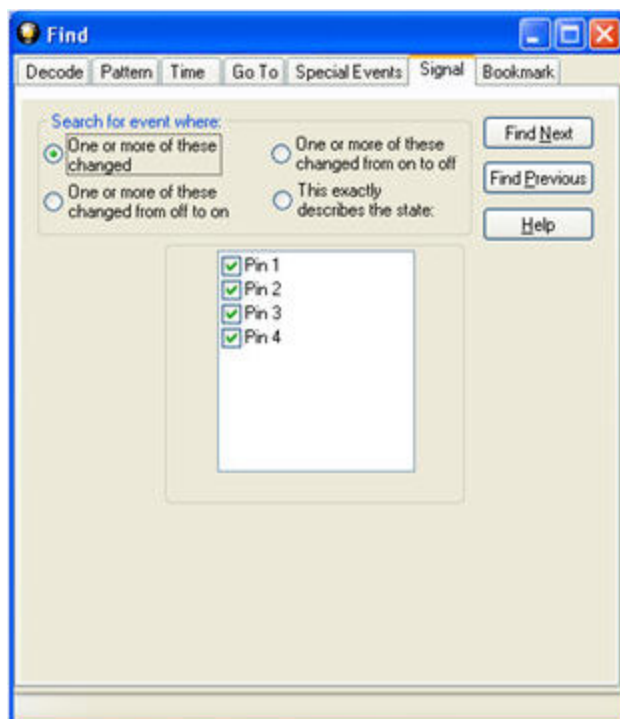 Find
Decode Pattern Time Go To Special Events Signal Bookmark
Search for event where:
One or more of these
changed
One or more of these
changed from on to off
One or more of these
changed from off to on
This exactly
describes the state:
Find Next
Find Previous
Help
Pin 1
Pin 2
Pin 3
Pin 4